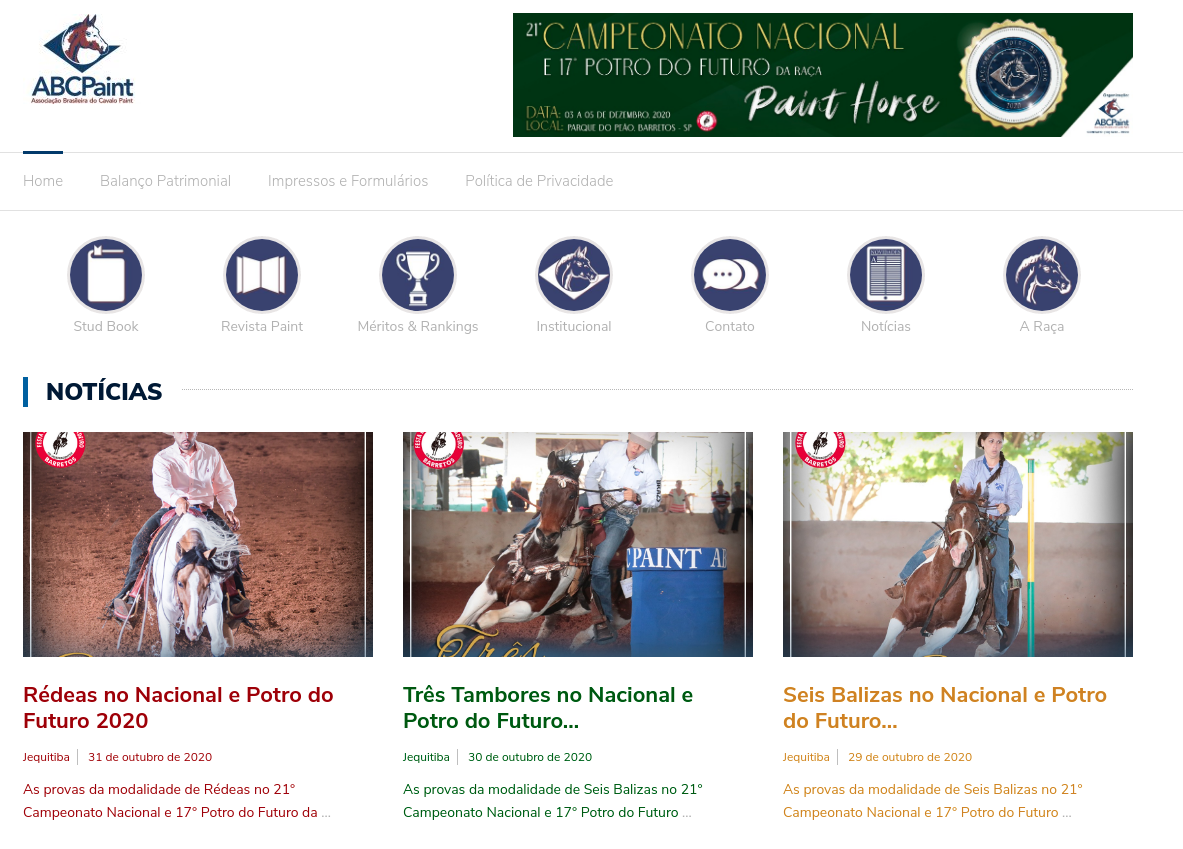 ABCPaint
Associação Brasileira do Cavalo Paint
21° CAMPEONATO NACIONAL
E 17° POTRO DO FUTURO DA RAÇA
Paint Horse
DATA: 03 A 05 DE DEZEMBRO, 2020
LOCAL: PARQUE DO PEÃO, BARRETOS - SP
2020
ABCPaint
Home
Balanço Patrimonial
Impressos e Formulários
Política de Privacidade
Stud Book
Revista Paint
Méritos & Rankings
Institucional
Contato
Notícias
A Raça
NOTÍCIAS
BARRETOS
BARRETOS
PAINT
Três
BARRETOS
Rédeas no Nacional e Potro do
Futuro 2020
Jequitiba
31 de outubro de 2020
As provas da modalidade de Rédeas no 21°
Campeonato Nacional e 17° Potro do Futuro da ...
Três Tambores no Nacional e
Potro do Futuro...
Jequitiba
30 de outubro de 2020
As provas da modalidade de Seis Balizas no 21°
Campeonato Nacional e 17° Potro do Futuro ...
Seis Balizas no Nacional e Potro
do Futuro...
Jequitiba
29 de outubro de 2020
As provas da modalidade de Seis Balizas no 21°
Campeonato Nacional e 17° Potro do Futuro ...